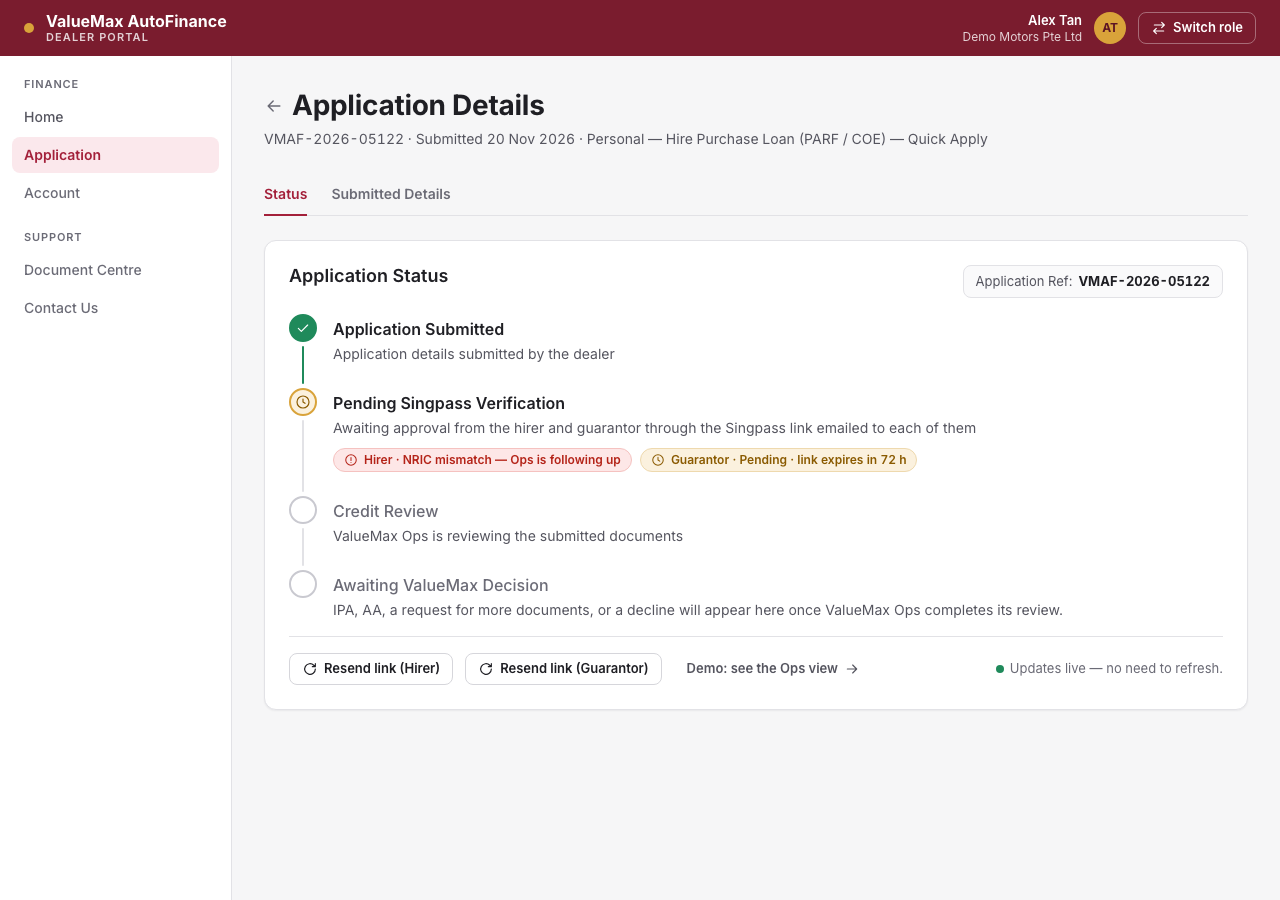 ValueMax AutoFinance
DEALER PORTAL
Alex Tan
Demo Motors Pte Ltd
AT
Switch role
FINANCE
Home
Application
Account
SUPPORT
Document Centre
Contact Us
Application Details
VMAF-2026-05122 · Submitted 20 Nov 2026 · Personal — Hire Purchase Loan (PARF / COE) — Quick Apply
Status
Submitted Details
Application Status
Application Ref: VMAF-2026-05122
Application Submitted
Application details submitted by the dealer
Pending Singpass Verification
Awaiting approval from the hirer and guarantor through the Singpass link emailed to each of them
Hirer · NRIC mismatch — Ops is following up
Guarantor · Pending · link expires in 72 h
Credit Review
ValueMax Ops is reviewing the submitted documents
Awaiting ValueMax Decision
IPA, AA, a request for more documents, or a decline will appear here once ValueMax Ops completes its review.
Resend link (Hirer)
Resend link (Guarantor)
Demo: see the Ops view
Updates live — no need to refresh.